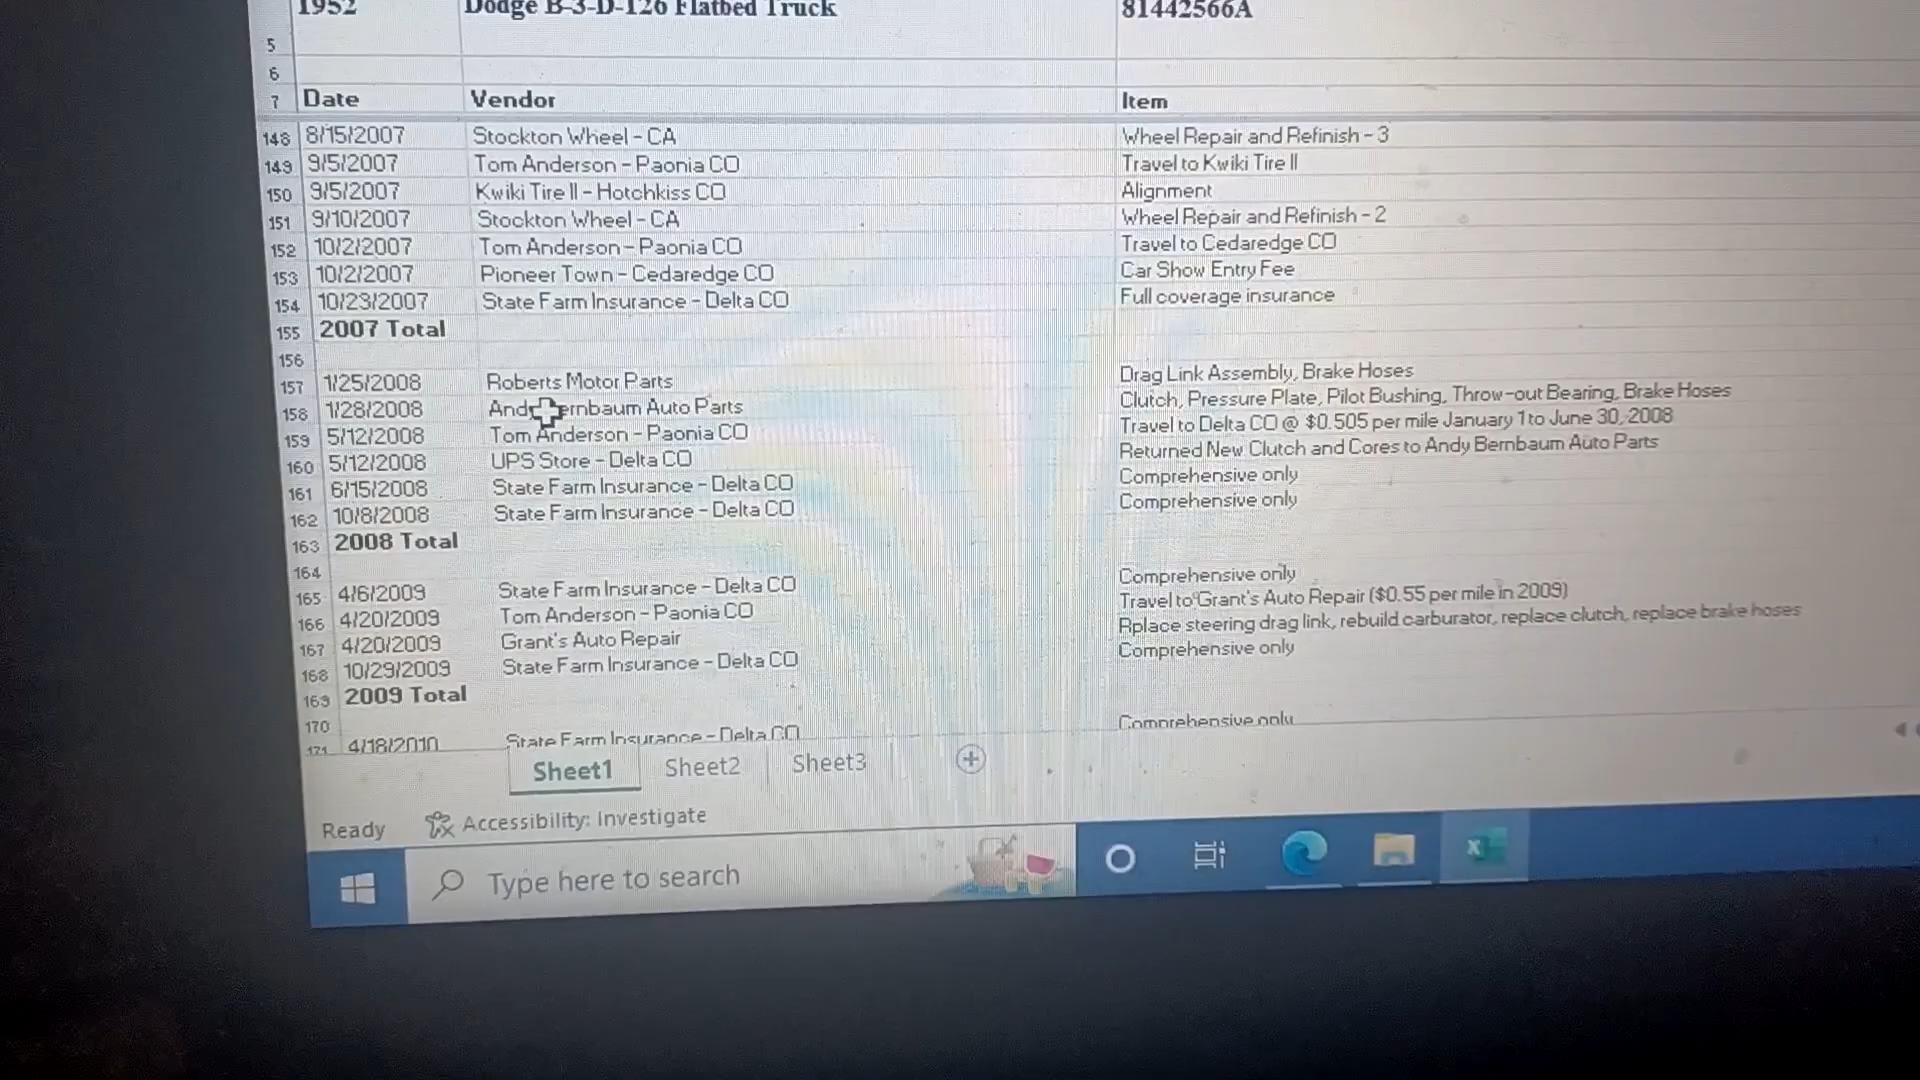 1952 Dodge B-3-D-126 Flatbed Truck 81442566A
5
6
7 Date Vendor Item
148 8/15/2007 Stockton Wheel - CA Wheel Repair and Refinish - 3
149 9/5/2007 Tom Anderson - Paonia CO Travel to Kwiki Tire II
150 9/5/2007 Kwiki Tire II - Hotchkiss CO Alignment
151 9/10/2007 Stockton Wheel - CA Wheel Repair and Refinish - 2
152 10/2/2007 Tom Anderson - Paonia CO Travel to Cedaredge CO
153 10/2/2007 Pioneer Town - Cedaredge CO Car Show Entry Fee
154 10/23/2007 State Farm Insurance - Delta CO Full coverage insurance
155 2007 Total
156
157 1/25/2008 Roberts Motor Parts Drag Link Assembly, Brake Hoses
158 1/28/2008 Andy Bernbaum Auto Parts Clutch, Pressure Plate, Pilot Bushing, Throw-out Bearing, Brake Hoses
159 5/12/2008 Tom Anderson - Paonia CO Travel to Delta CO @ $0.505 per mile January 1 to June 30, 2008
160 5/12/2008 UPS Store - Delta CO Returned New Clutch and Cores to Andy Bernbaum Auto Parts
161 6/15/2008 State Farm Insurance - Delta CO Comprehensive only
162 10/8/2008 State Farm Insurance - Delta CO Comprehensive only
163 2008 Total
164
165 4/6/2009 State Farm Insurance - Delta CO Comprehensive only
166 4/20/2009 Tom Anderson - Paonia CO Travel to Grant's Auto Repair ($0.55 per mile in 2009)
167 4/20/2009 Grant's Auto Repair Rplace steering drag link, rebuild carburator, replace clutch, replace brake hoses
168 10/29/2009 State Farm Insurance - Delta CO Comprehensive only
169 2009 Total
170
171 4/18/2010 State Farm Insurance - Delta CO Comprehensive only
Sheet1 Sheet2 Sheet3
Ready Accessibility: Investigate
Type here to search